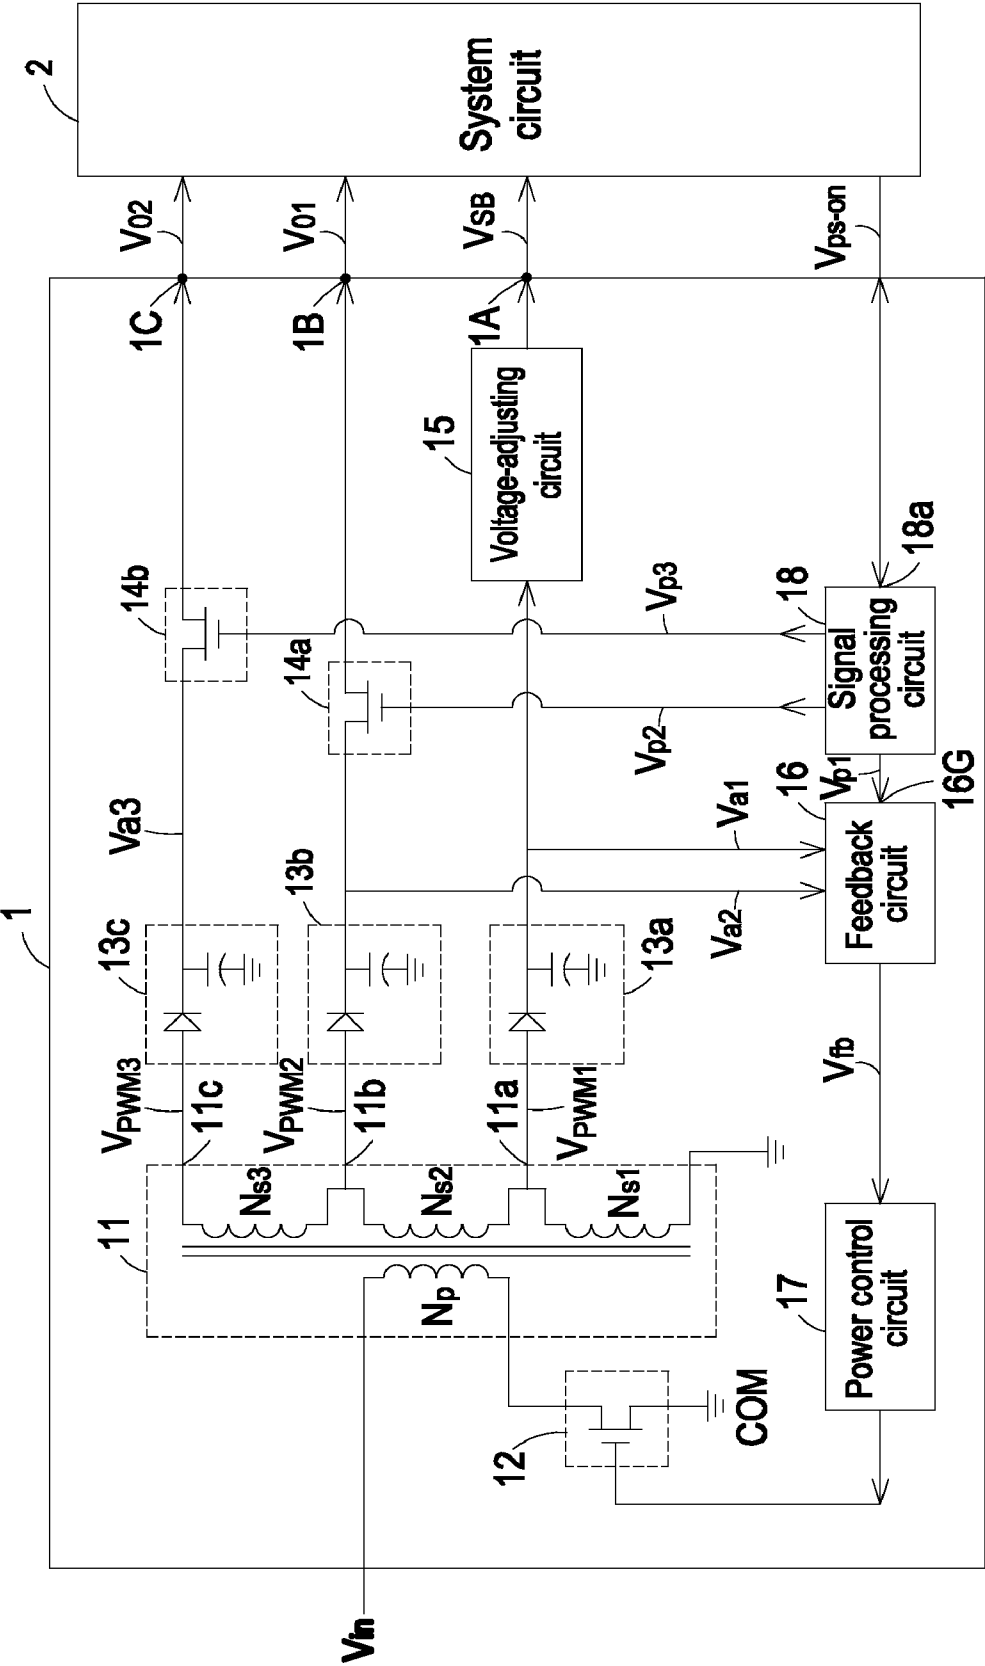 1
2
V02
V01
VSB
Vps-on
System
circuit
1C
1B
1A
14b
14a
15
Voltage-adjusting
circuit
Va3
Vp3
Vp2
18
18a
Signal
processing
circuit
13c
13b
13a
Va1
Va2
Vp1
16
16G
Feedback
circuit
VPWM3
VPWM2
VPWM1
11c
11b
11a
Vfb
11
Ns3
Ns2
Ns1
Np
17
Power control
circuit
12
COM
Vin